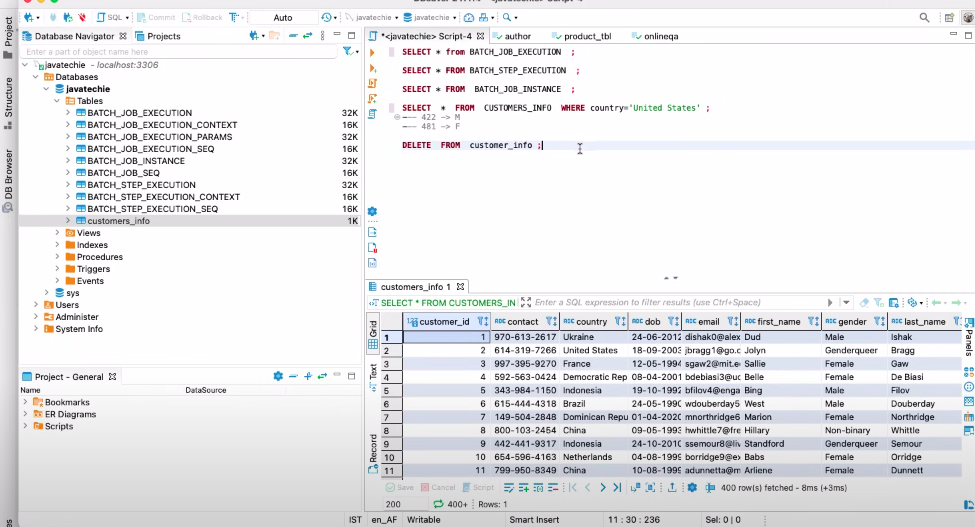 SQL
Commit
Rollback
Auto
javatechie
javatechie
Database Navigator
Projects
*<javatechie> Script-4
author
product_tbl
onlineqa
Enter a part of object name here
Project
Structure
DB Browser
javatechie - localhost:3306
Databases
javatechie
Tables
BATCH_JOB_EXECUTION 32K
BATCH_JOB_EXECUTION_CONTEXT 16K
BATCH_JOB_EXECUTION_PARAMS 32K
BATCH_JOB_EXECUTION_SEQ 16K
BATCH_JOB_INSTANCE 32K
BATCH_JOB_SEQ 16K
BATCH_STEP_EXECUTION 32K
BATCH_STEP_EXECUTION_CONTEXT 16K
BATCH_STEP_EXECUTION_SEQ 16K
customers_info 1K
Views
Indexes
Procedures
Triggers
Events
sys
Users
Administer
System Info
SELECT * from BATCH_JOB_EXECUTION ;
SELECT * FROM BATCH_STEP_EXECUTION ;
SELECT * FROM BATCH_JOB_INSTANCE ;
SELECT * FROM CUSTOMERS_INFO WHERE country='United States' ;
422 -> M
481 -> F
DELETE FROM customer_info ;
Project - General
Name DataSource
Bookmarks
ER Diagrams
Scripts
customers_info 1
SELECT * FROM CUSTOMERS_IN
Enter a SQL expression to filter results (use Ctrl+Space)
Grid
Text
Record
Panels
customer_id contact country dob email first_name gender last_name
1 1 970-613-2617 Ukraine 24-06-2012 dishak0@alex Dud Male Ishak
2 2 614-319-7266 United States 18-09-2003 jbragg1@go.c Jolyn Genderqueer Bragg
3 3 997-395-9270 France 12-05-1994 sgaw2@mit.e Sallie Female Gaw
4 4 592-563-0424 Democratic Rep 24-03-1998 bdebiasi3@uc Belle Female De Biasi
5 5 343-984-1150 Indonesia 19-10-1992 bfilov4@enga Bing Male Filov
6 6 615-444-4318 Brazil 24-05-1990 wdouberday5 West Male Douberday
7 7 149-504-2848 Dominican Repu 01-04-2020 mnorthridge6 Marion Female Northridge
8 8 800-103-2454 China 09-05-1993 hwhittle7@fre Hillary Non-binary Whittle
9 9 442-441-9317 Indonesia 24-10-2010 ssemour8@liv Standford Genderqueer Semour
10 10 654-596-4163 Netherlands 04-08-1999 borridge9@ex Babs Female Orridge
11 11 799-950-8349 China 10-08-1999 adunnetta@m Arliene Female Dunnett
Save
Cancel
Script
400 row(s) fetched - 8ms (+3ms)
200
400+
Rows: 1
IST
en_AF
Writable
Smart Insert
11 : 30 : 236
Sel: 0 | 0